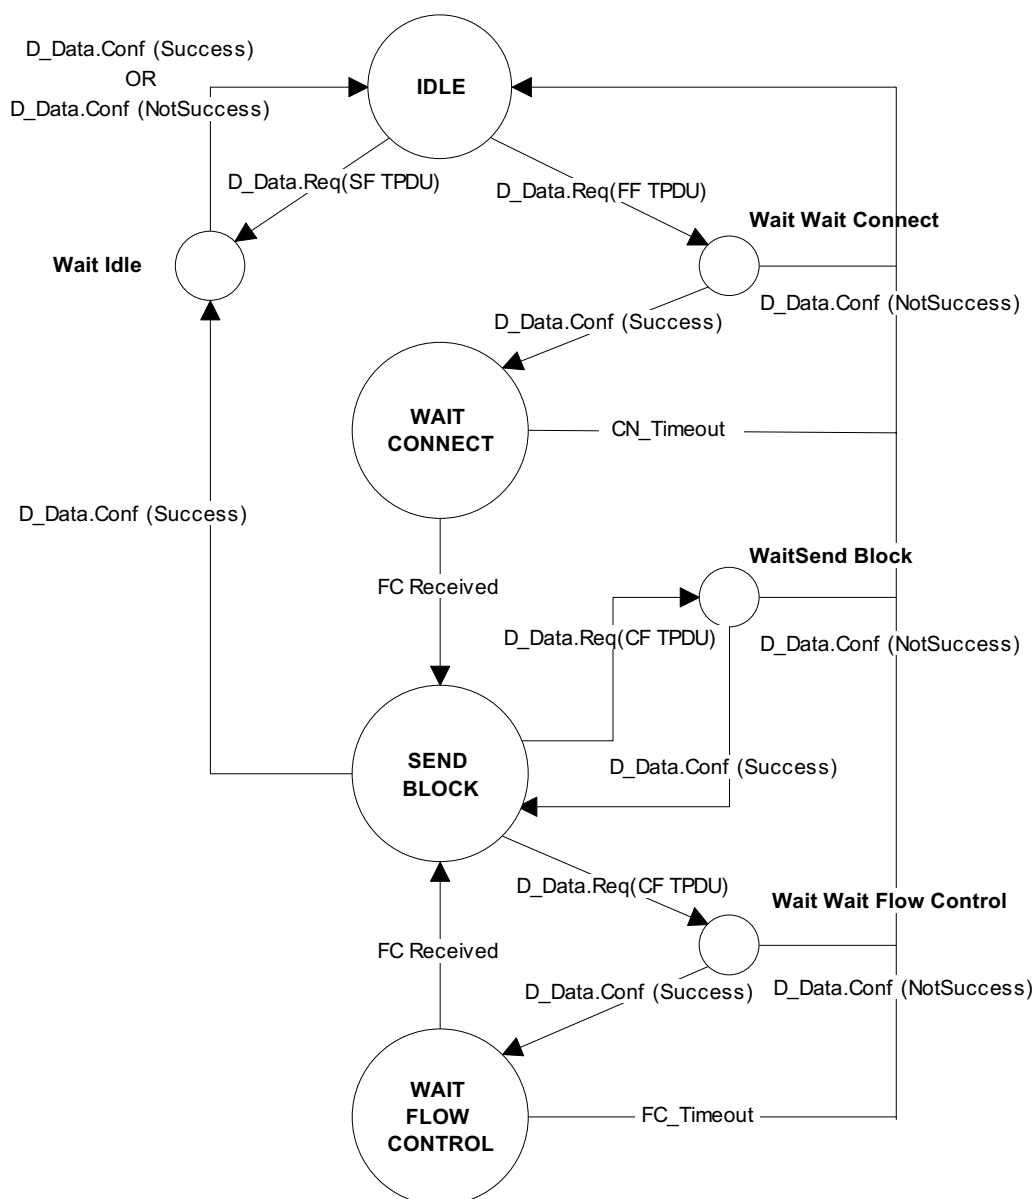 D_Data.Conf (Success)
OR
D_Data.Conf (NotSuccess)
IDLE
D_Data.Req(SF TPDU)
D_Data.Req(FF TPDU)
Wait Wait Connect
Wait Idle
D_Data.Conf (NotSuccess)
D_Data.Conf (Success)
WAIT
CONNECT
CN_Timeout
D_Data.Conf (Success)
WaitSend Block
FC Received
D_Data.Req(CF TPDU)
D_Data.Conf (NotSuccess)
SEND
BLOCK
D_Data.Conf (Success)
D_Data.Req(CF TPDU)
Wait Wait Flow Control
FC Received
D_Data.Conf (Success)
D_Data.Conf (NotSuccess)
WAIT
FLOW
CONTROL
FC_Timeout